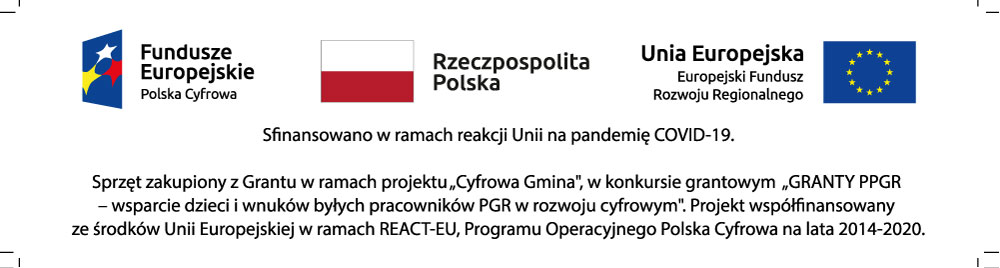 Fundusze
Europejskie
Polska Cyfrowa
Rzeczpospolita
Polska
Unia Europejska
Europejski Fundusz
Rozwoju Regionalnego
Sfinansowano w ramach reakcji Unii na pandemię COVID-19.
Sprzęt zakupiony z Grantu w ramach projektu „Cyfrowa Gmina", w konkursie grantowym „GRANTY PPGR
– wsparcie dzieci i wnuków byłych pracowników PGR w rozwoju cyfrowym". Projekt współfinansowany
ze środków Unii Europejskiej w ramach REACT-EU, Programu Operacyjnego Polska Cyfrowa na lata 2014-2020.